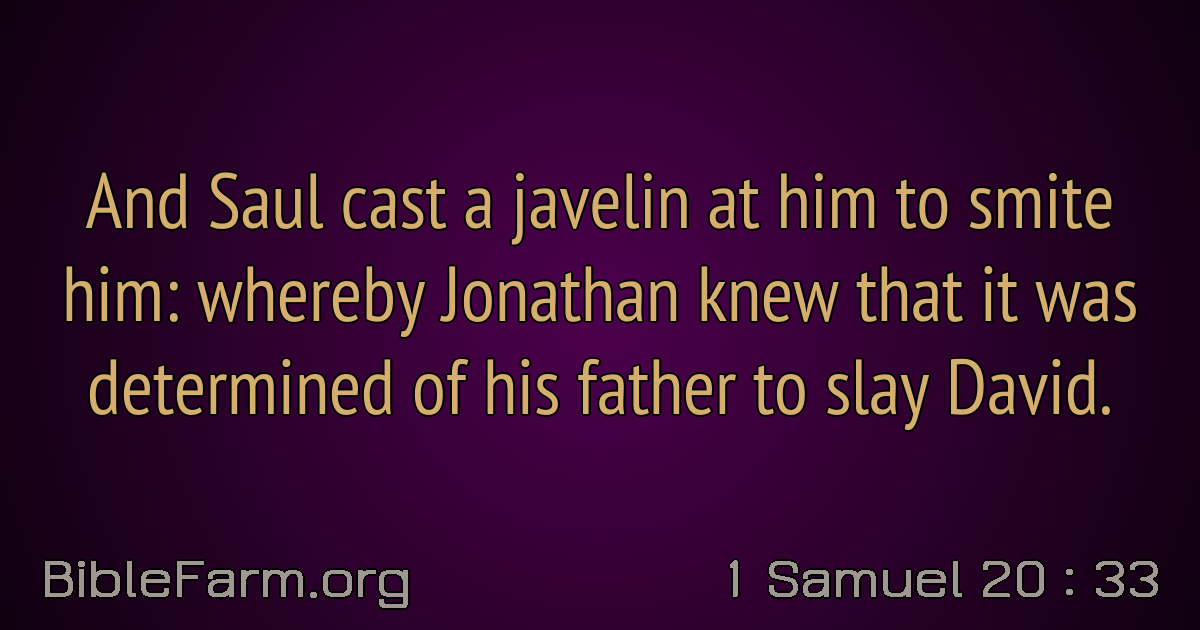 And Saul cast a javelin at him to smite
him: whereby Jonathan knew that it was
determined of his father to slay David.
BibleFarm.org
1 Samuel 20 : 33